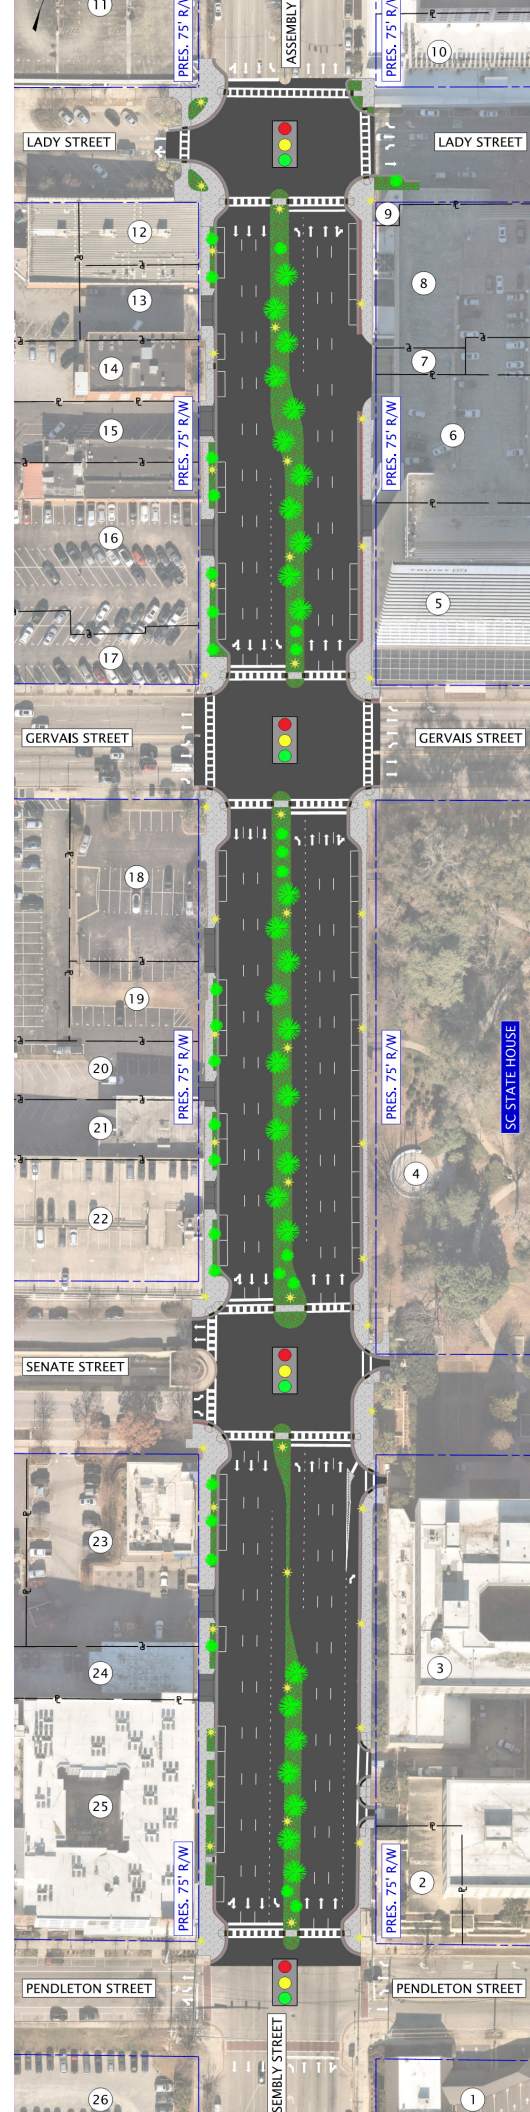 11
PRES. 75' R/W
ASSEMBLY
PRES. 75' R/W
10
LADY STREET
LADY STREET
9
12
8
13
7
14
PRES. 75' R/W
PRES. 75' R/W
15
6
16
TRUIST
5
17
GERVAIS STREET
GERVAIS STREET
18
19
PRES. 75' R/W
PRES. 75' R/W
SC STATE HOUSE
20
21
4
22
SENATE STREET
23
3
24
25
PRES. 75' R/W
PRES. 75' R/W
2
PENDLETON STREET
PENDLETON STREET
SEMBLY STREET
26
1